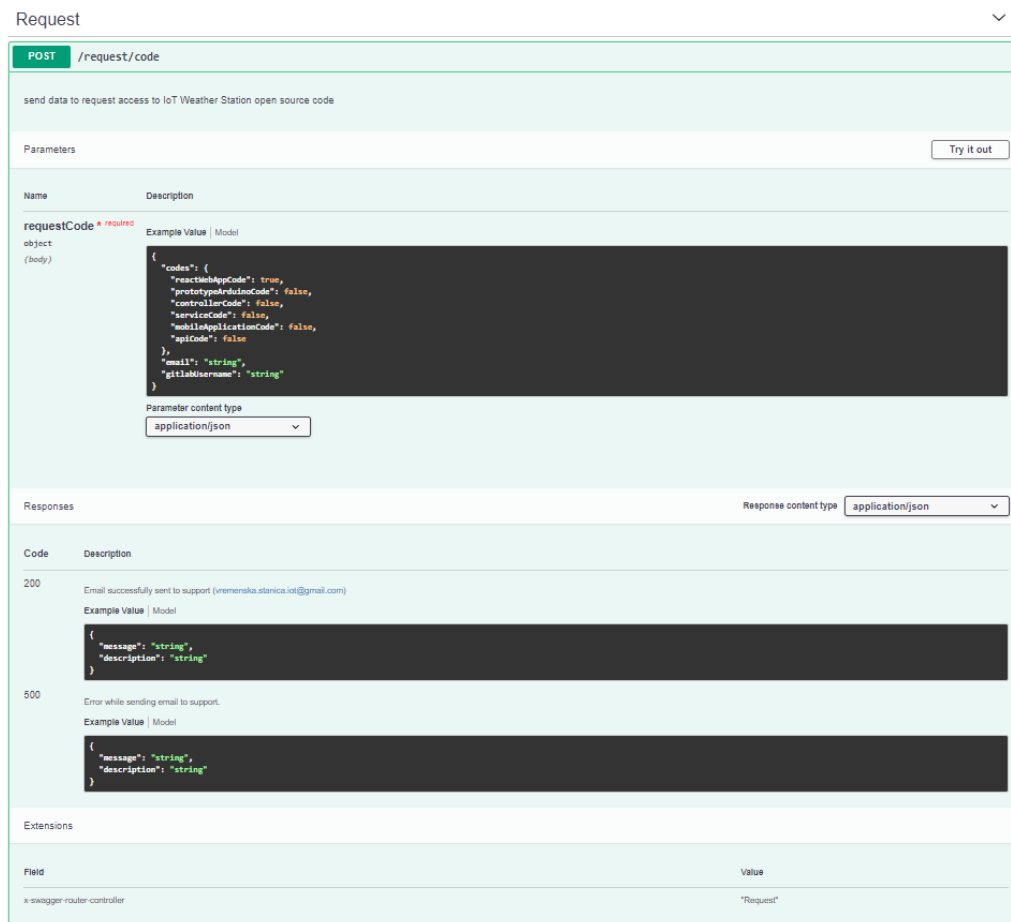 Request
POST /request/code
send data to request access to IoT Weather Station open source code
Parameters
Try it out
Name Description
requestCode * required
object
(body)
Example Value | Model
{
"codes": {
"reactWebAppCode": true,
"prototypeArduinoCode": false,
"controllerCode": false,
"serviceCode": false,
"mobileApplicationCode": false,
"apiCode": false
},
"email": "string",
"gitlabUsername": "string"
}
Parameter content type
application/json
Responses
Response content type application/json
Code Description
200
Email successfully sent to support (vremenska.stanica.iot@gmail.com)
Example Value | Model
{
"message": "string",
"description": "string"
}
500
Error while sending email to support.
Example Value | Model
{
"message": "string",
"description": "string"
}
Extensions
Field Value
x-swagger-router-controller "Request"